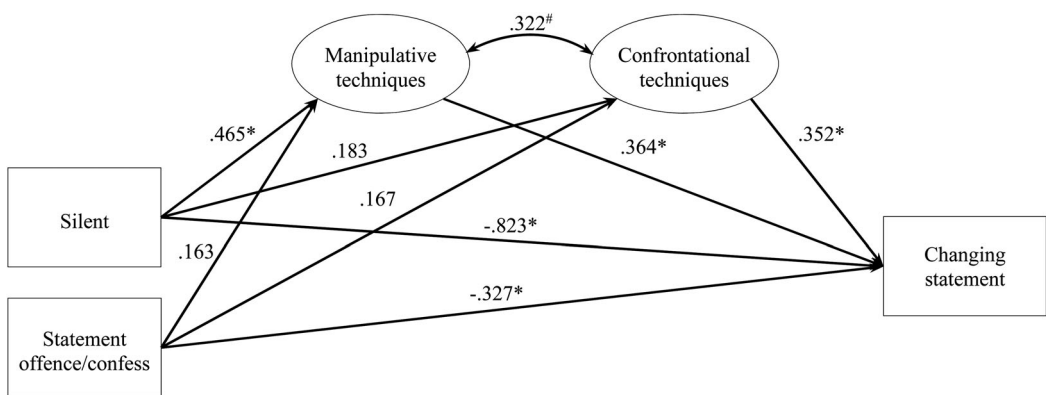 .322#
Manipulative
techniques
Confrontational
techniques
.465*
.183
.364*
.352*
Silent
.167
.163
-.823*
Changing
statement
-.327*
Statement
offence/confess